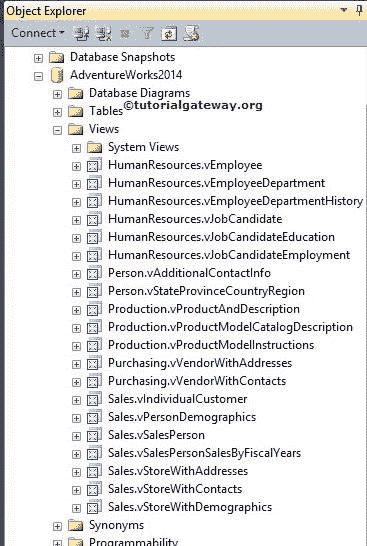 Object Explorer
Connect
Database Snapshots
AdventureWorks2014
Database Diagrams
©tutorialgateway.org
Tables
Views
System Views
HumanResources.vEmployee
HumanResources.vEmployeeDepartment
HumanResources.vEmployeeDepartmentHistory
HumanResources.vJobCandidate
HumanResources.vJobCandidateEducation
HumanResources.vJobCandidateEmployment
Person.vAdditionalContactInfo
Person.vStateProvinceCountryRegion
Production.vProductAndDescription
Production.vProductModelCatalogDescription
Production.vProductModelInstructions
Purchasing.vVendorWithAddresses
Purchasing.vVendorWithContacts
Sales.vIndividualCustomer
Sales.vPersonDemographics
Sales.vSalesPerson
Sales.vSalesPersonSalesByFiscalYears
Sales.vStoreWithAddresses
Sales.vStoreWithContacts
Sales.vStoreWithDemographics
Synonyms
Programmability